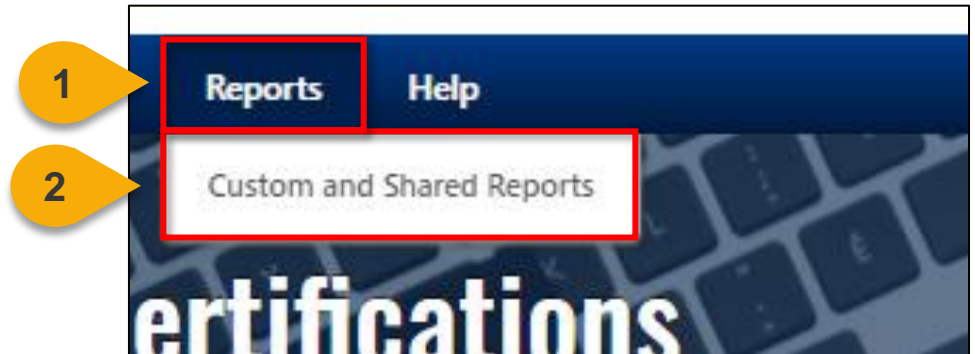 1
Reports Help
2
Custom and Shared Reports
ertifications